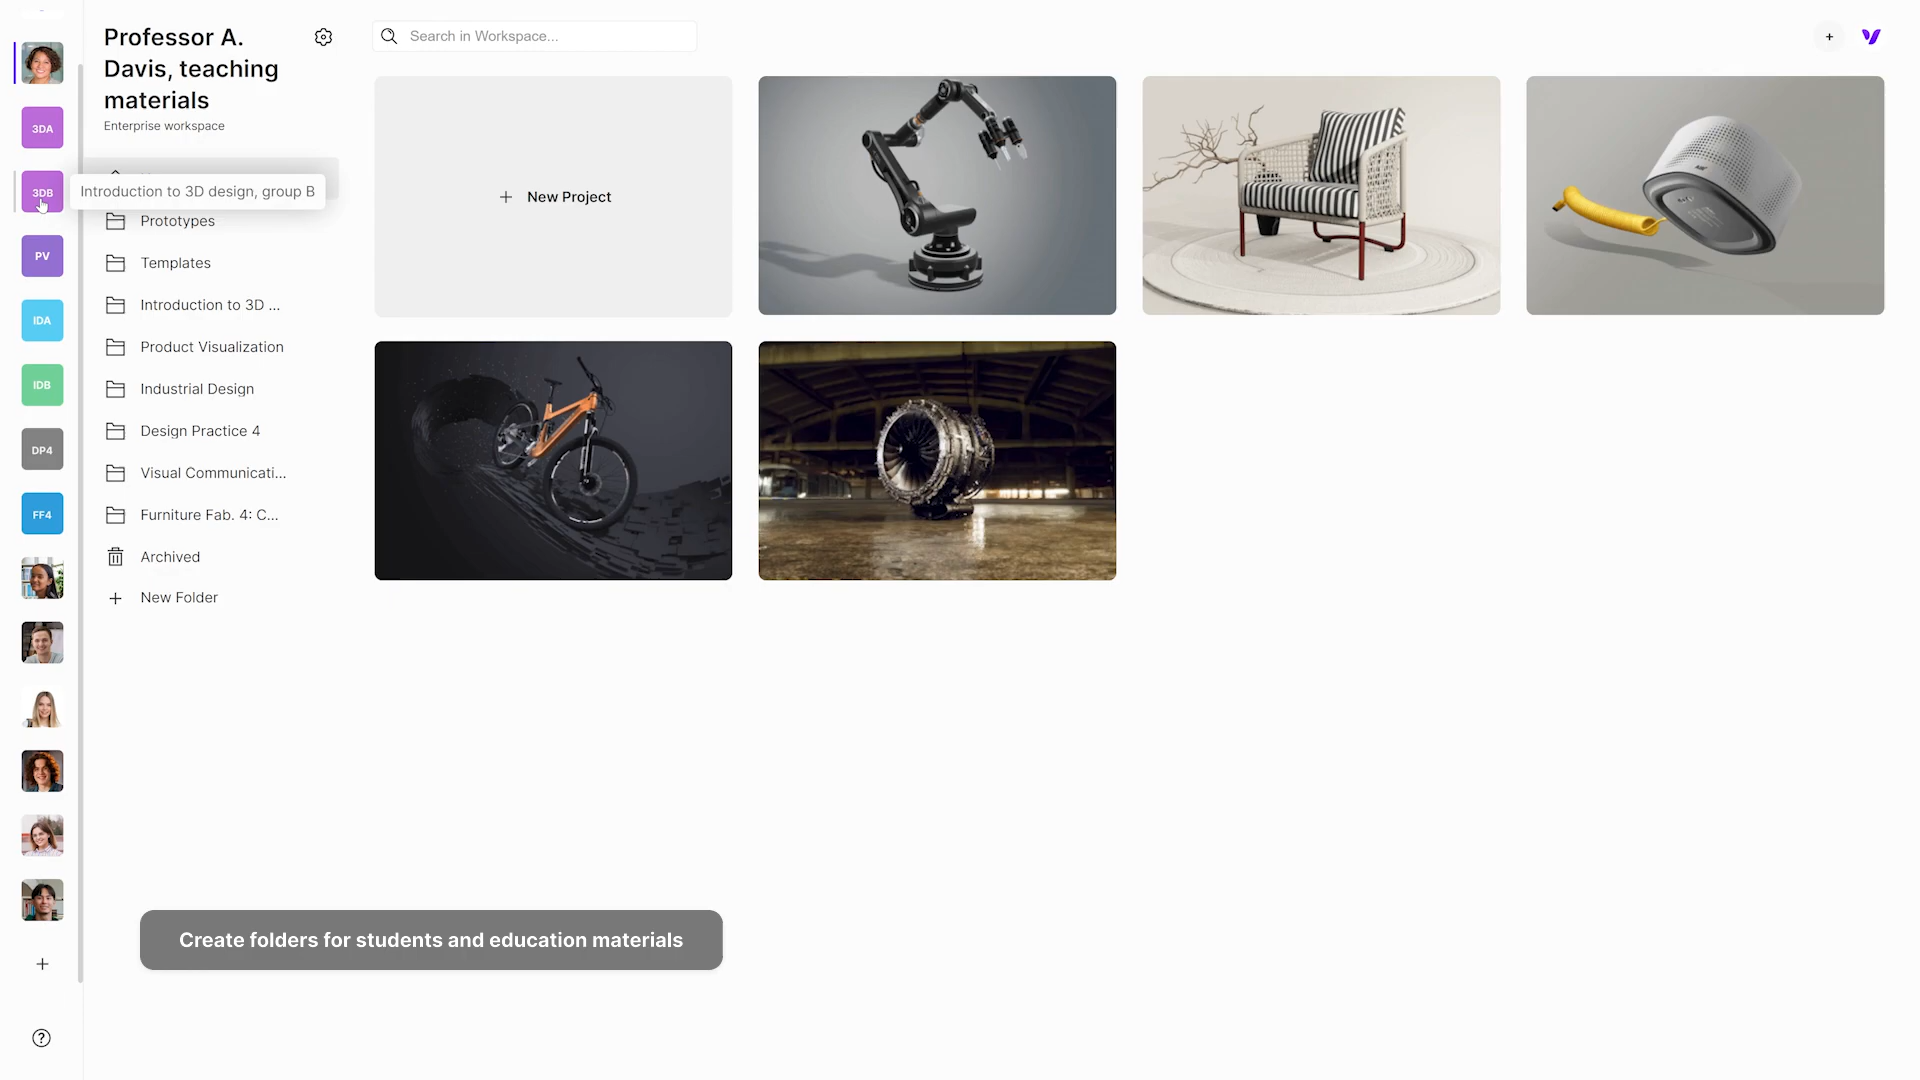 Professor A.
Davis, teaching
materials
Enterprise workspace
Search in Workspace...
3DA
3DB
Introduction to 3D design, group B
PV
IDA
IDB
DP4
FF4
Prototypes
Templates
Introduction to 3D ...
Product Visualization
Industrial Design
Design Practice 4
Visual Communicati...
Furniture Fab. 4: C...
Archived
New Folder
New Project
Create folders for students and education materials